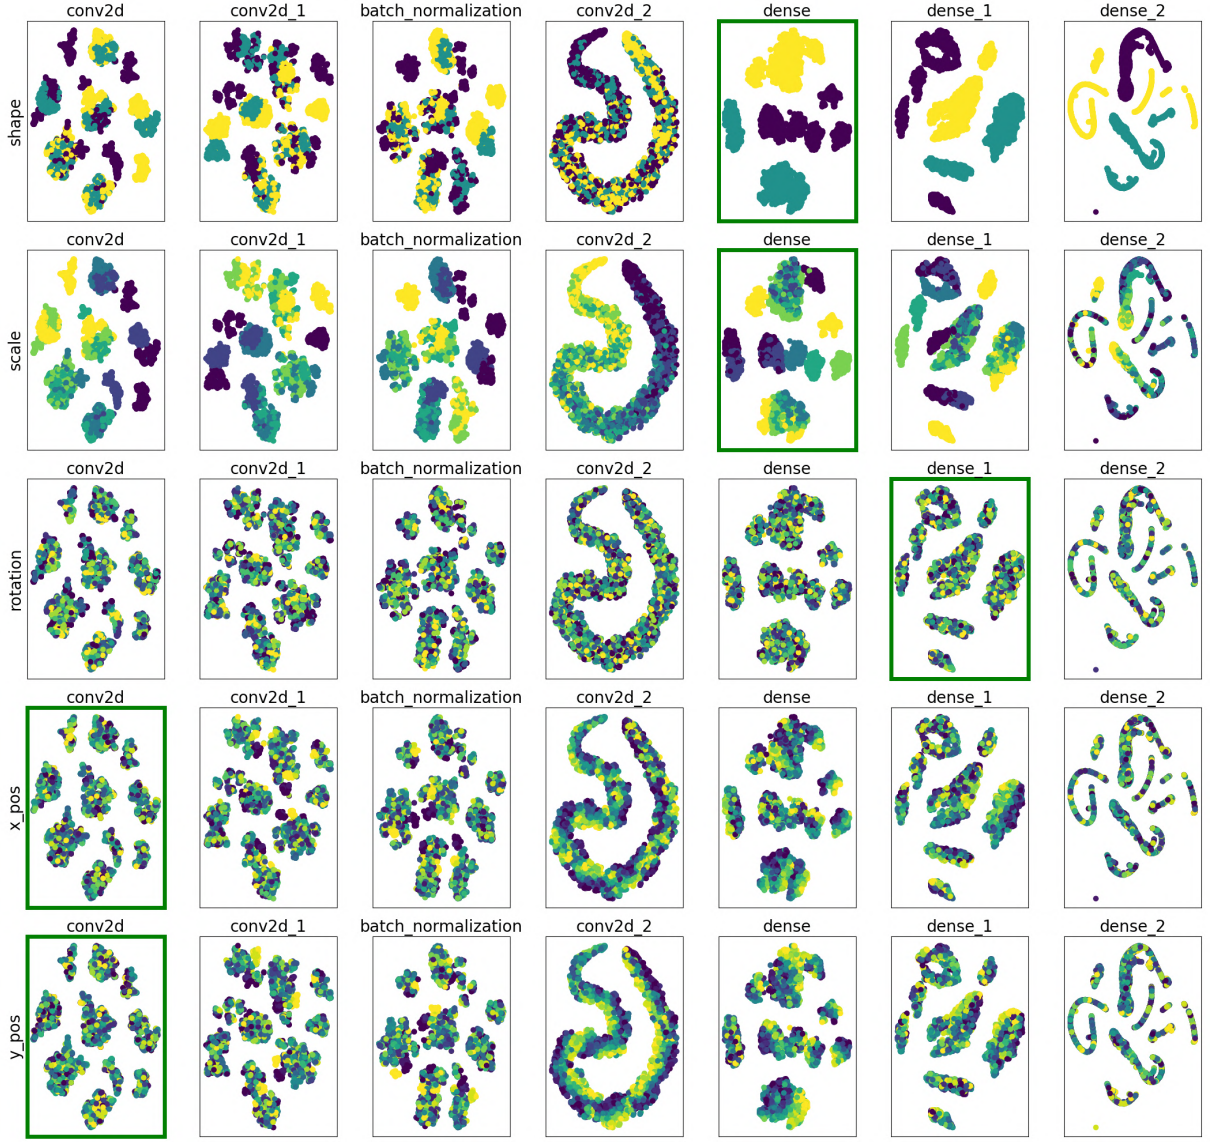 conv2d conv2d_1 batch_normalization conv2d_2 dense dense_1 dense_2
shape
conv2d conv2d_1 batch_normalization conv2d_2 dense dense_1 dense_2
scale
conv2d conv2d_1 batch_normalization conv2d_2 dense dense_1 dense_2
rotation
conv2d conv2d_1 batch_normalization conv2d_2 dense dense_1 dense_2
x_pos
conv2d conv2d_1 batch_normalization conv2d_2 dense dense_1 dense_2
y_pos